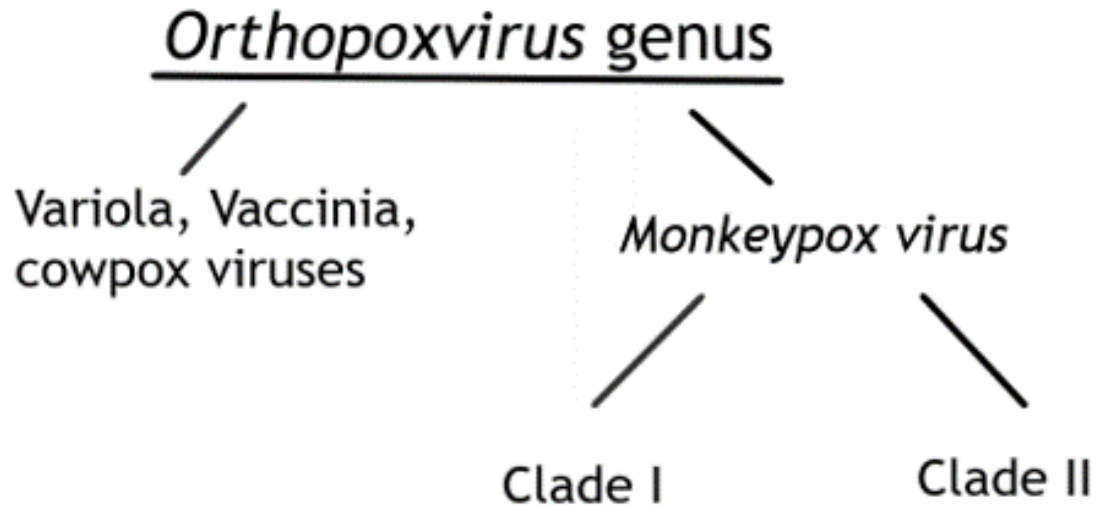 Orthopoxvirus genus
Variola, Vaccinia,
cowpox viruses
Monkeypox virus
Clade I
Clade II